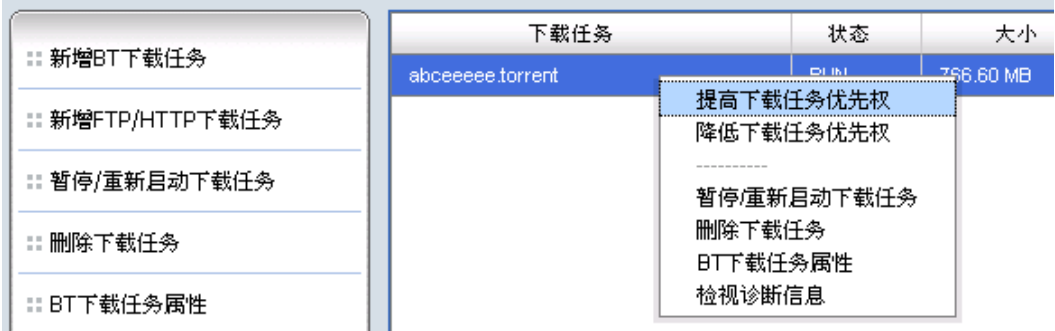 新增BT下载任务
新增FTP/HTTP下载任务
暂停/重新启动下载任务
删除下载任务
BT下载任务属性
下载任务 状态 大小
abceeeee.torrent RUN 766.60 MB
提高下载任务优先权
降低下载任务优先权
----------
暂停/重新启动下载任务
删除下载任务
BT下载任务属性
检视诊断信息